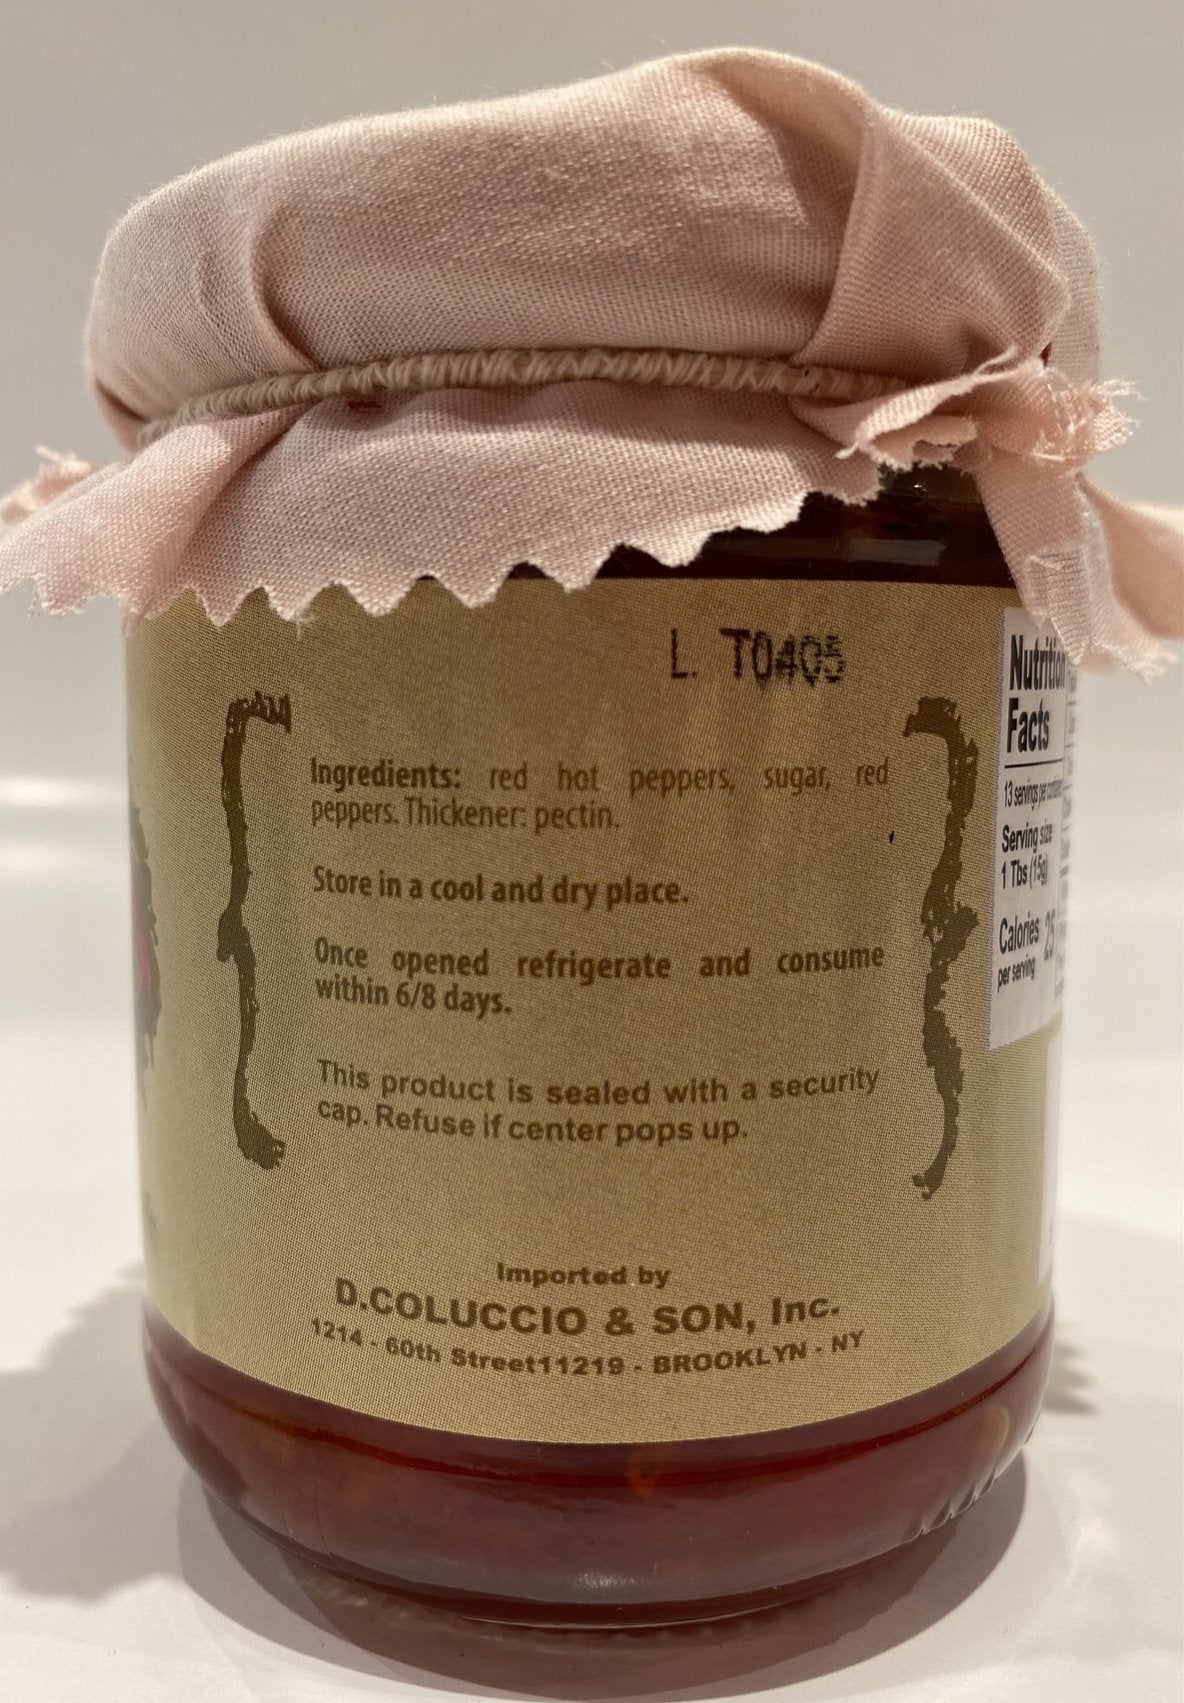 L. T0405
Ingredients: red hot peppers, sugar, red
peppers. Thickener: pectin.
Store in a cool and dry place.
Once opened refrigerate and consume
within 6/8 days.
This product is sealed with a security
cap. Refuse if center pops up.
Imported by
D.COLUCCIO & SON, Inc.
1214 - 60th Street11219 - BROOKLYN - NY
Nutrition
Facts
13 servings per container
Serving size
1 Tbs (15g)
Calories 25
per serving